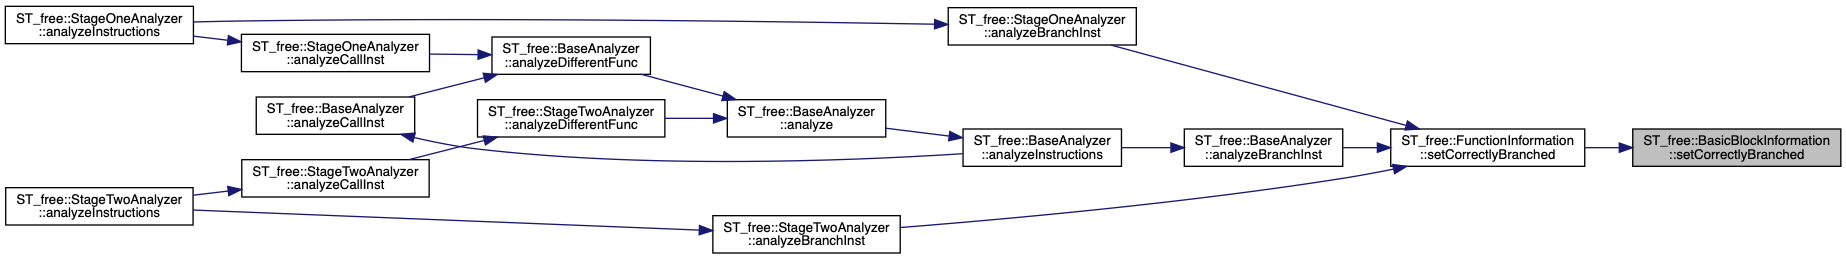 ST_free::StageOneAnalyzer
::analyzeInstructions
ST_free::StageOneAnalyzer
::analyzeBranchInst
ST_free::StageOneAnalyzer
::analyzeCallInst
ST_free::BaseAnalyzer
::analyzeDifferentFunc
ST_free::BaseAnalyzer
::analyzeCallInst
ST_free::StageTwoAnalyzer
::analyzeDifferentFunc
ST_free::BaseAnalyzer
::analyze
ST_free::BaseAnalyzer
::analyzeInstructions
ST_free::BaseAnalyzer
::analyzeBranchInst
ST_free::FunctionInformation
::setCorrectlyBranched
ST_free::BasicBlockInformation
::setCorrectlyBranched
ST_free::StageTwoAnalyzer
::analyzeCallInst
ST_free::StageTwoAnalyzer
::analyzeInstructions
ST_free::StageTwoAnalyzer
::analyzeBranchInst